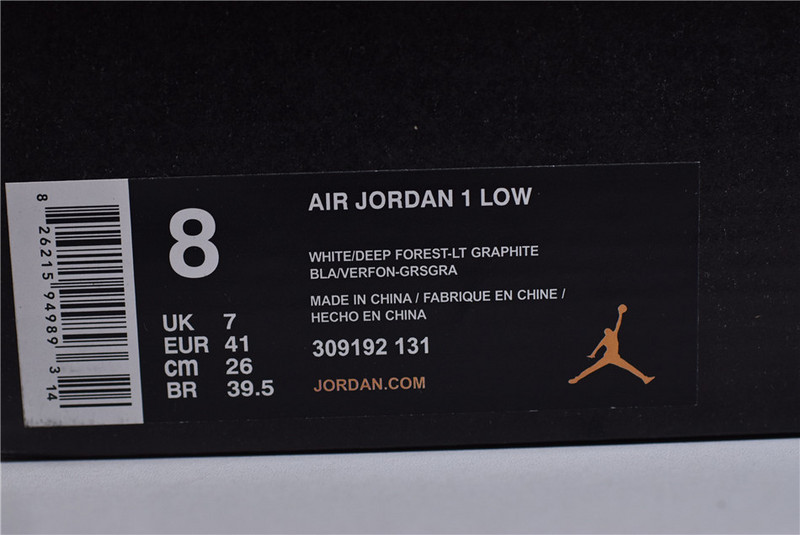 8 26215 94989 3 14
8
UK 7
EUR 41
cm 26
BR 39.5
AIR JORDAN 1 LOW
WHITE/DEEP FOREST-LT GRAPHITE
BLA/VERFON-GRSGRA
MADE IN CHINA / FABRIQUE EN CHINE /
HECHO EN CHINA
309192 131
JORDAN.COM